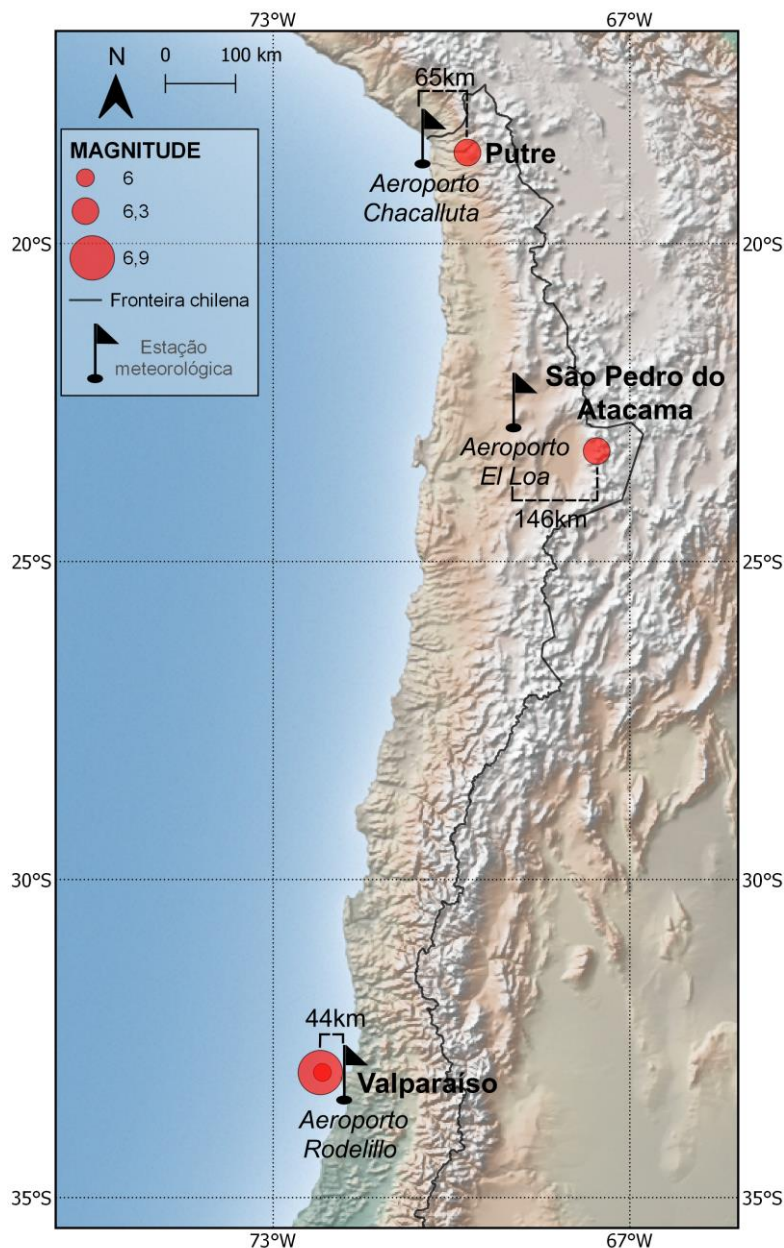 73°W
67°W
N
0
100 km
65km
MAGNITUDE
6
6,3
6,9
Fronteira chilena
Estação
meteorológica
Putre
Aeroporto
Chacalluta
20°S
20°S
São Pedro do
Atacama
Aeroporto
El Loa
146km
25°S
25°S
30°S
30°S
44km
Valparaíso
Aeroporto
Rodelillo
35°S
35°S
73°W
67°W